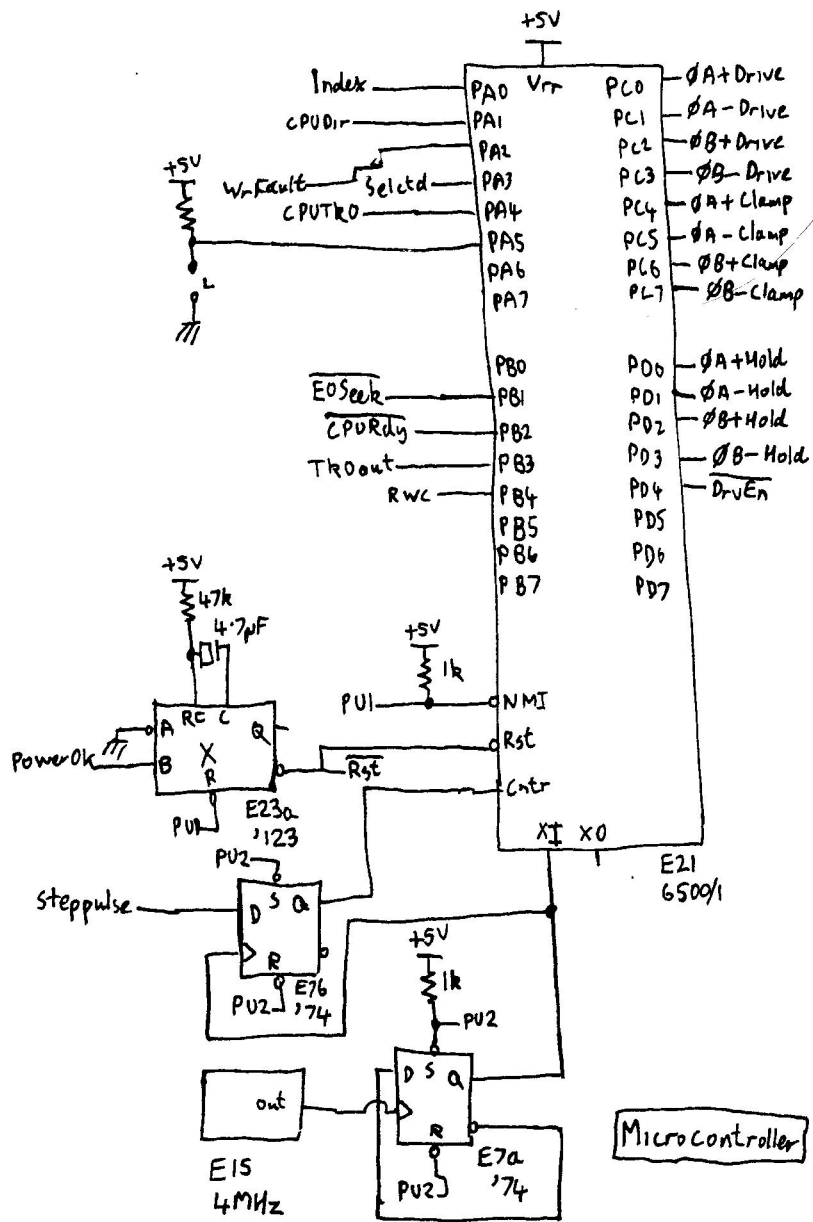 +5V
Vrr
Index
PA0
PC0
ØA+Drive
CPUDir
PA1
PC1
ØA-Drive
PA2
PC2
ØB+Drive
+5V
WrFault
Selctd
PA3
PC3
ØB-Drive
CPUTk0
PA4
PC4
ØA+Clamp
PA5
PC5
ØA-Clamp
PA6
PC6
ØB+Clamp
PA7
PC7
ØB-Clamp
PB0
PD0
ØA+Hold
EOSeek
PB1
PD1
ØA-Hold
CPURdy
PB2
PD2
ØB+Hold
Tk0out
PB3
PD3
ØB-Hold
RWC
PB4
PD4
DrvEn
PB5
PD5
PB6
PD6
PB7
PD7
+5V
47k
4.7µF
+5V
1k
PU1
NMI
RC
C
A
Q
X
PowerOk
B
R
Rst
Rst
PU1
E23a
'123
Cntr
XI
XO
E21
6500/1
PU2
Steppulse
D
S
Q
R
PU2
E7b
'74
+5V
1k
PU2
D
S
Q
R
out
E15
4MHz
PU2
E7a
'74
Microcontroller